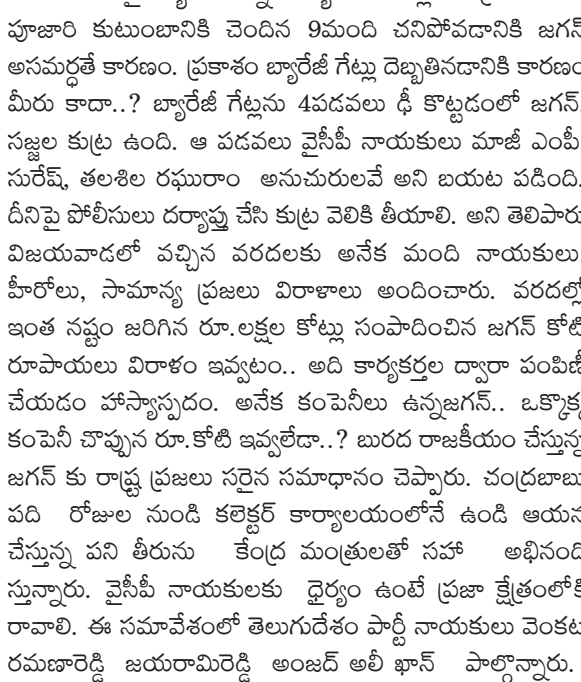 పూజారి కుటుంబానికి చెందిన 9మంది చనిపోవడానికి జగన్
అసమర్థతే కారణం. ప్రకాశం బ్యారేజీ గేట్లు దెబ్బతినడానికి కారణం
మీరు కాదా..? బ్యారేజీ గేట్లను 4పడవలు ఢీ కొట్టడంలో జగన్,
సజ్జల కుట్ర ఉంది. ఆ పడవలు వైసీపీ నాయకులు మాజీ ఎంపీ
సురేష్, తలశిల రఘురాం అనుచురులవే అని బయట పడింది.
దీనిపై పోలీసులు దర్యాప్తు చేసి కుట్ర వెలికి తీయాలి. అని తెలిపారు
విజయవాడలో వచ్చిన వరదలకు అనేక మంది నాయకులు,
హీరోలు, సామాన్య ప్రజలు విరాళాలు అందించారు. వరదల్లో
ఇంత నష్టం జరిగిన రూ.లక్షల కోట్లు సంపాదించిన జగన్ కోటి
రూపాయలు విరాళం ఇవ్వటం.. అది కార్యకర్తల ద్వారా పంపిణీ
చేయడం హాస్యాస్పదం. అనేక కంపెనీలు ఉన్నజగన్.. ఒక్కొక్క
కంపెనీ చొప్పున రూ.కోటి ఇవ్వలేడా..? బురద రాజకీయం చేస్తున్న
జగన్ కు రాష్ట్ర ప్రజలు సరైన సమాధానం చెప్పారు. చంద్రబాబు
పది రోజుల నుండి కలెక్టర్ కార్యాలయంలోనే ఉండి ఆయన
చేస్తున్న పని తీరును కేంద్ర మంత్రులతో సహా అభినంది
స్తున్నారు. వైసీపీ నాయకులకు ధైర్యం ఉంటే ప్రజా క్షేత్రంలోకి
రావాలి. ఈ సమావేశంలో తెలుగుదేశం పార్టీ నాయకులు వెంకట
రమణారెడ్డి జయరామిరెడ్డి అంజద్ అలీ ఖాన్ పాల్గొన్నారు.